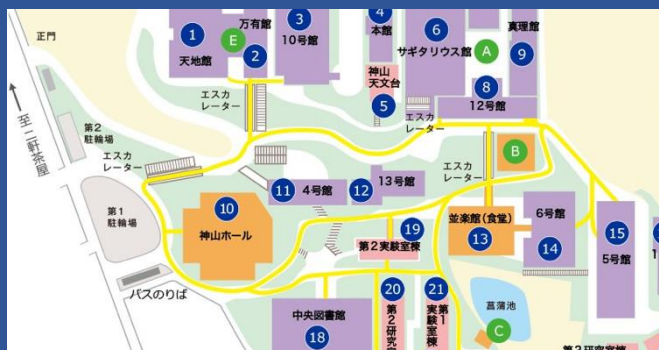 正門
至二軒茶屋
第2
駐輪場
第1
駐輪場
バスのりば
エスカ
レーター
1
天地館
E
万有館
2
3
10号館
4
本館
神山
天文台
5
6
サギタリウス館
A
真理館
9
8
12号館
エスカ
レーター
エスカ
レーター
エスカ
レーター
B
10
神山ホール
11
4号館
12
13号館
19
第2実験室棟
並楽館(食堂)
13
6号館
14
15
5号館
中央図書館
18
20
第2研究室
21
第1
実験室棟
菖蒲池
C
第3研究室棟